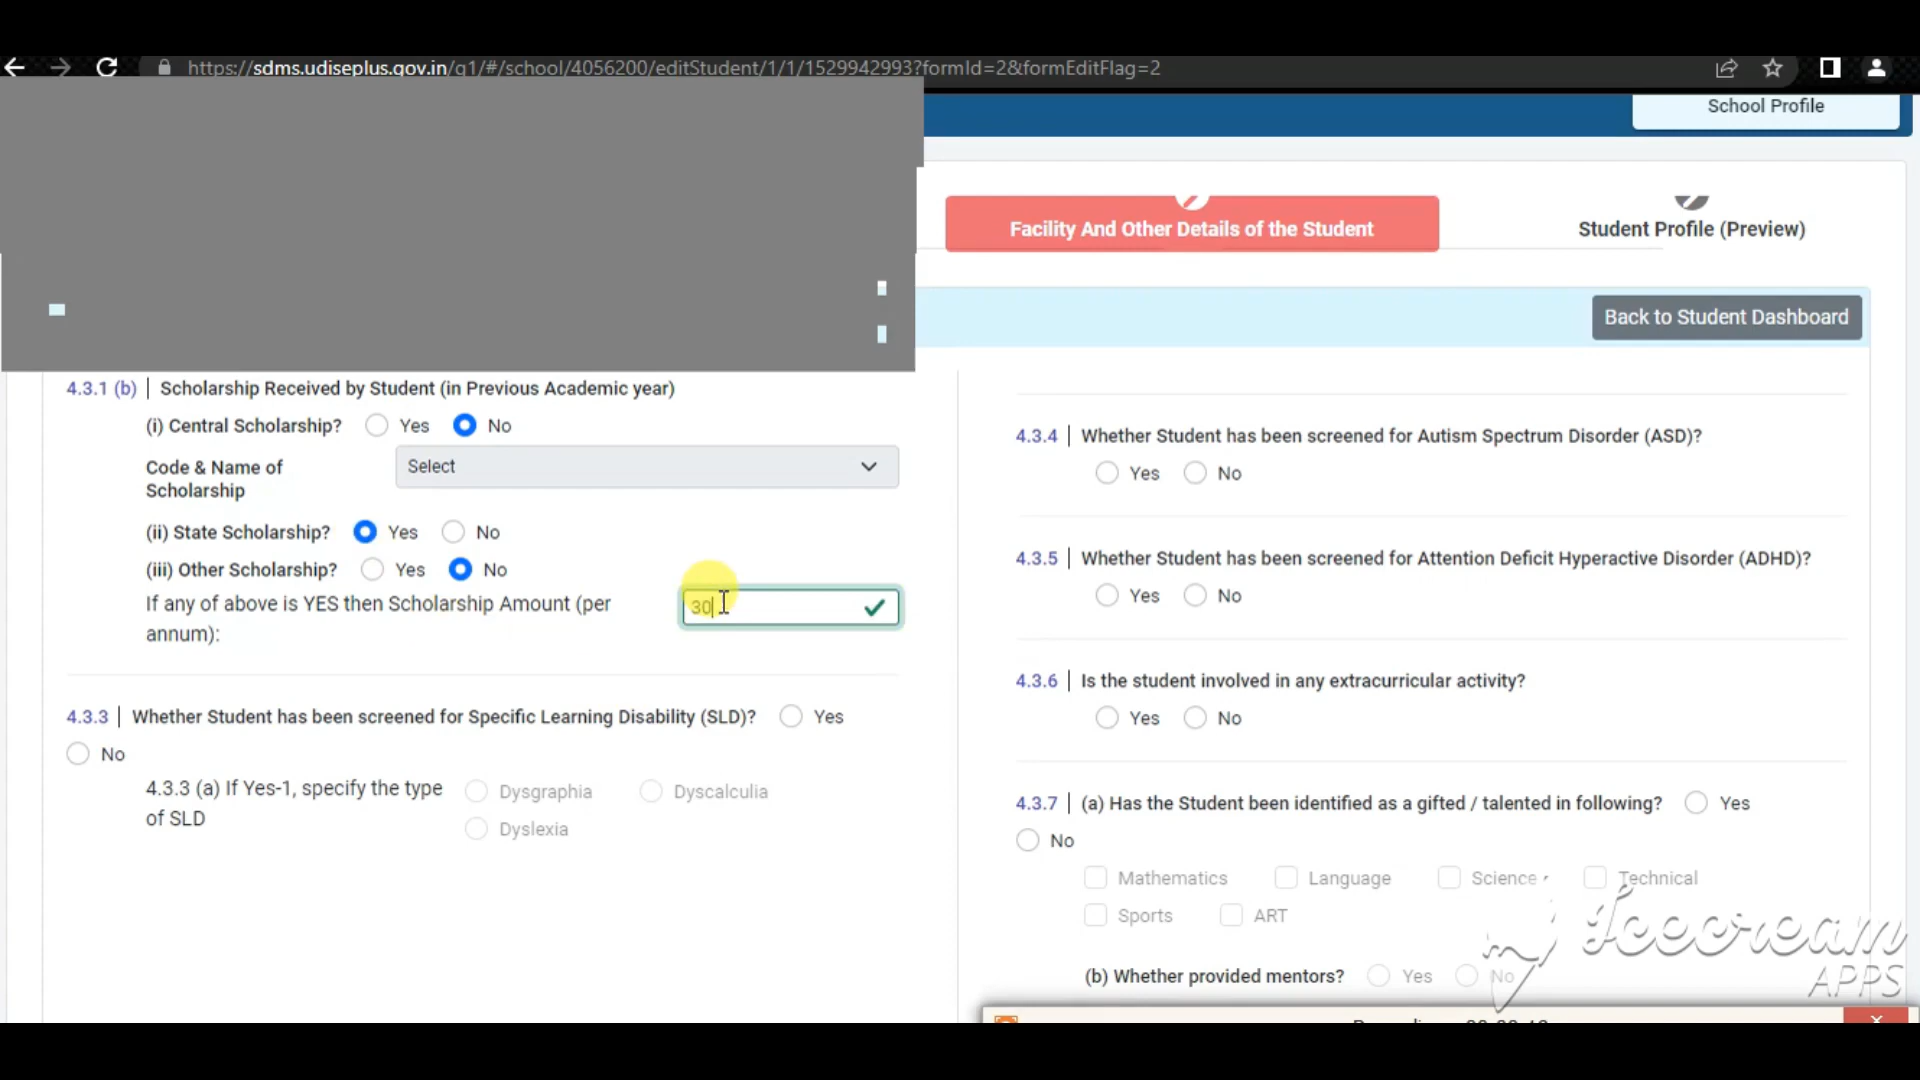 https://sdms.udiseplus.gov.in/g1/#/school/4056200/editStudent/1/1/1529942993?formId=2&formEditFlag=2
School Profile
Facility And Other Details of the Student
Student Profile (Preview)
Back to Student Dashboard
4.3.1 (b) | Scholarship Received by Student (in Previous Academic year)
(i) Central Scholarship? Yes No
Code & Name of
Scholarship
Select
(ii) State Scholarship? Yes No
(iii) Other Scholarship? Yes No
If any of above is YES then Scholarship Amount (per
annum):
30
4.3.3 | Whether Student has been screened for Specific Learning Disability (SLD)? Yes
No
4.3.3 (a) If Yes-1, specify the type
of SLD
Dysgraphia Dyscalculia
Dyslexia
4.3.4 | Whether Student has been screened for Autism Spectrum Disorder (ASD)?
Yes No
4.3.5 | Whether Student has been screened for Attention Deficit Hyperactive Disorder (ADHD)?
Yes No
4.3.6 | Is the student involved in any extracurricular activity?
Yes No
4.3.7 | (a) Has the Student been identified as a gifted / talented in following? Yes
No
Mathematics Language Science Technical
Sports ART
(b) Whether provided mentors? Yes No
Icecream
APPS